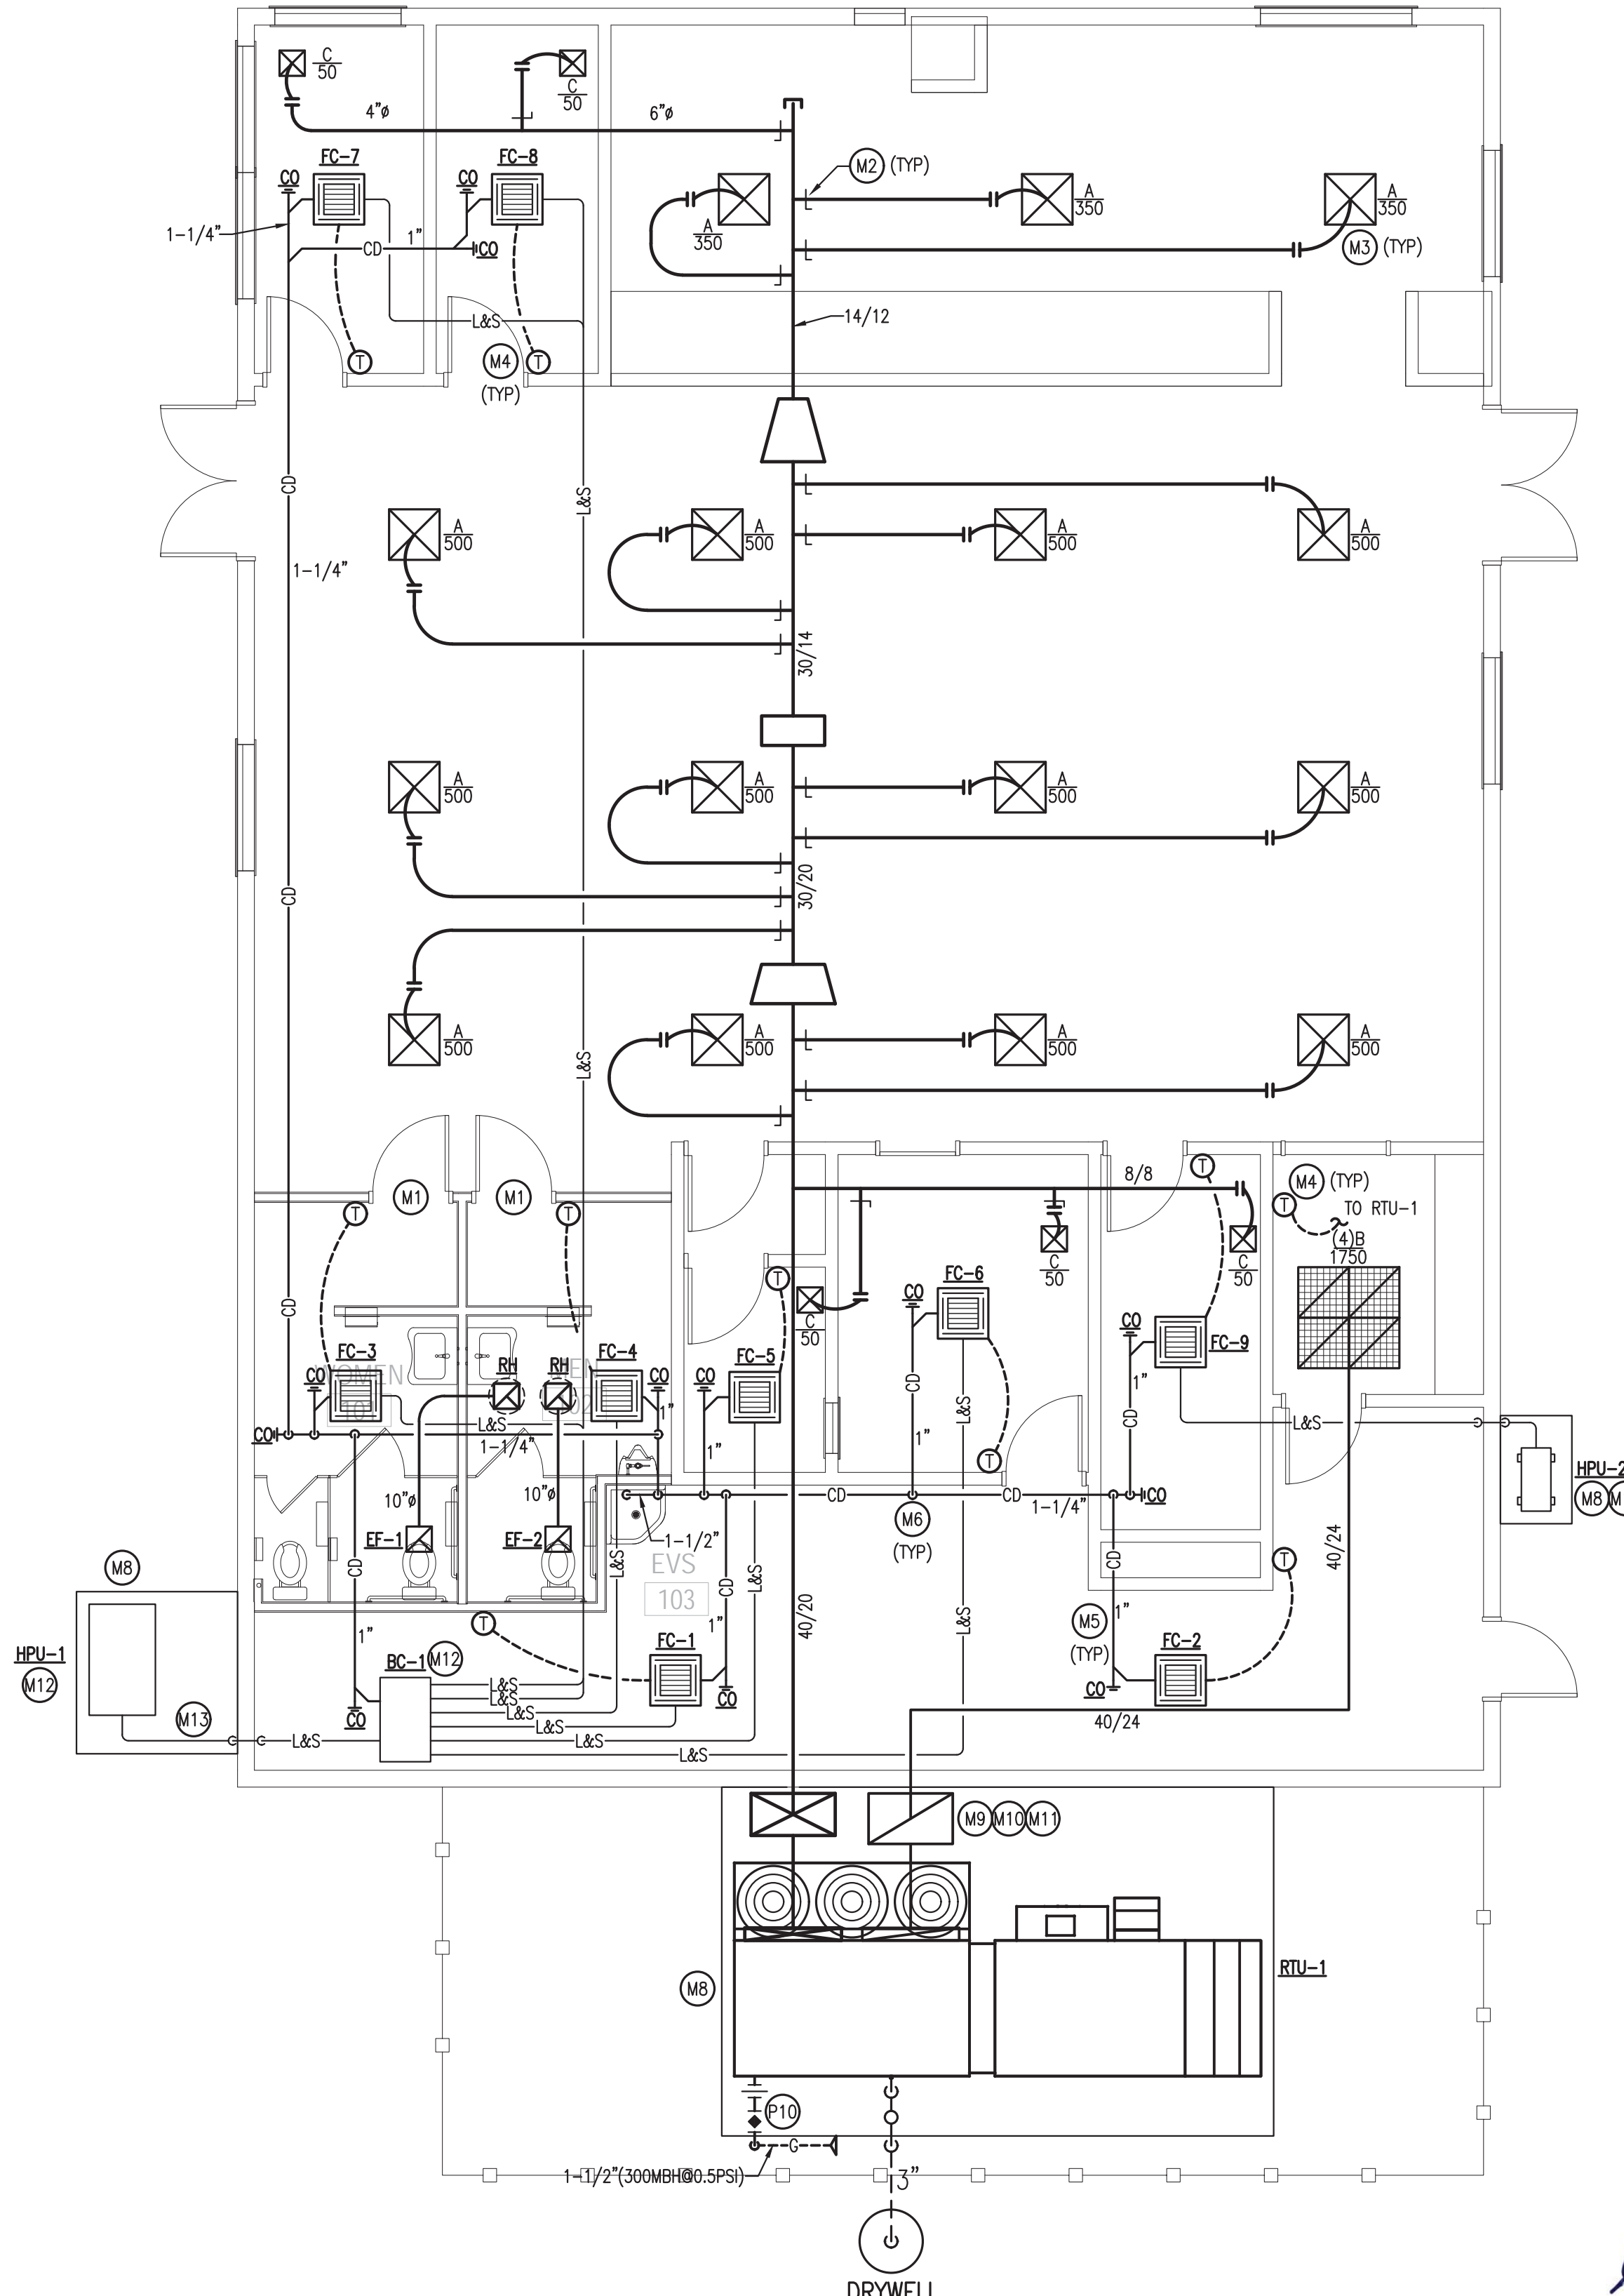 C
50
C
50
4"ø
6"ø
FC-7
FC-8
CO
CO
M2 (TYP)
A
350
A
350
A
350
1-1/4"
CD
1"
CO
M3 (TYP)
L&S
14/12
T
M4
(TYP)
T
CD
L&S
A
500
A
500
A
500
A
500
1-1/4"
30/14
A
500
A
500
A
500
A
500
CD
30/20
A
500
A
500
A
500
A
500
L&S
M1
M1
T
T
8/8
T
M4 (TYP)
T
TO RTU-1
(4)B
1750
T
C
50
C
50
C
50
CD
FC-6
CO
CO
FC-9
FC-3
WOMEN
CO
RH
RH
FC-4
CO
CO
FC-5
CD
L&S
1"
CD
1"
L&S
CO
1-1/4"
1"
1"
T
L&S
HPU-2
M8
10"ø
10"ø
CD
CD
1-1/4"
CO
M6
(TYP)
EF-1
EF-2
1-1/2"
EVS
103
CD
L&S
CD
L&S
40/20
L&S
CD
T
40/24
M8
HPU-1
M12
M13
1"
T
BC-1
M12
FC-1
1"
CO
M5
(TYP)
1"
FC-2
CO
CO
L&S
L&S
L&S
L&S
L&S
L&S
L&S
40/24
M9 M10 M11
M8
RTU-1
P10
G
1-1/2"(300MBH@0.5PSI)
3"
DRYWELL